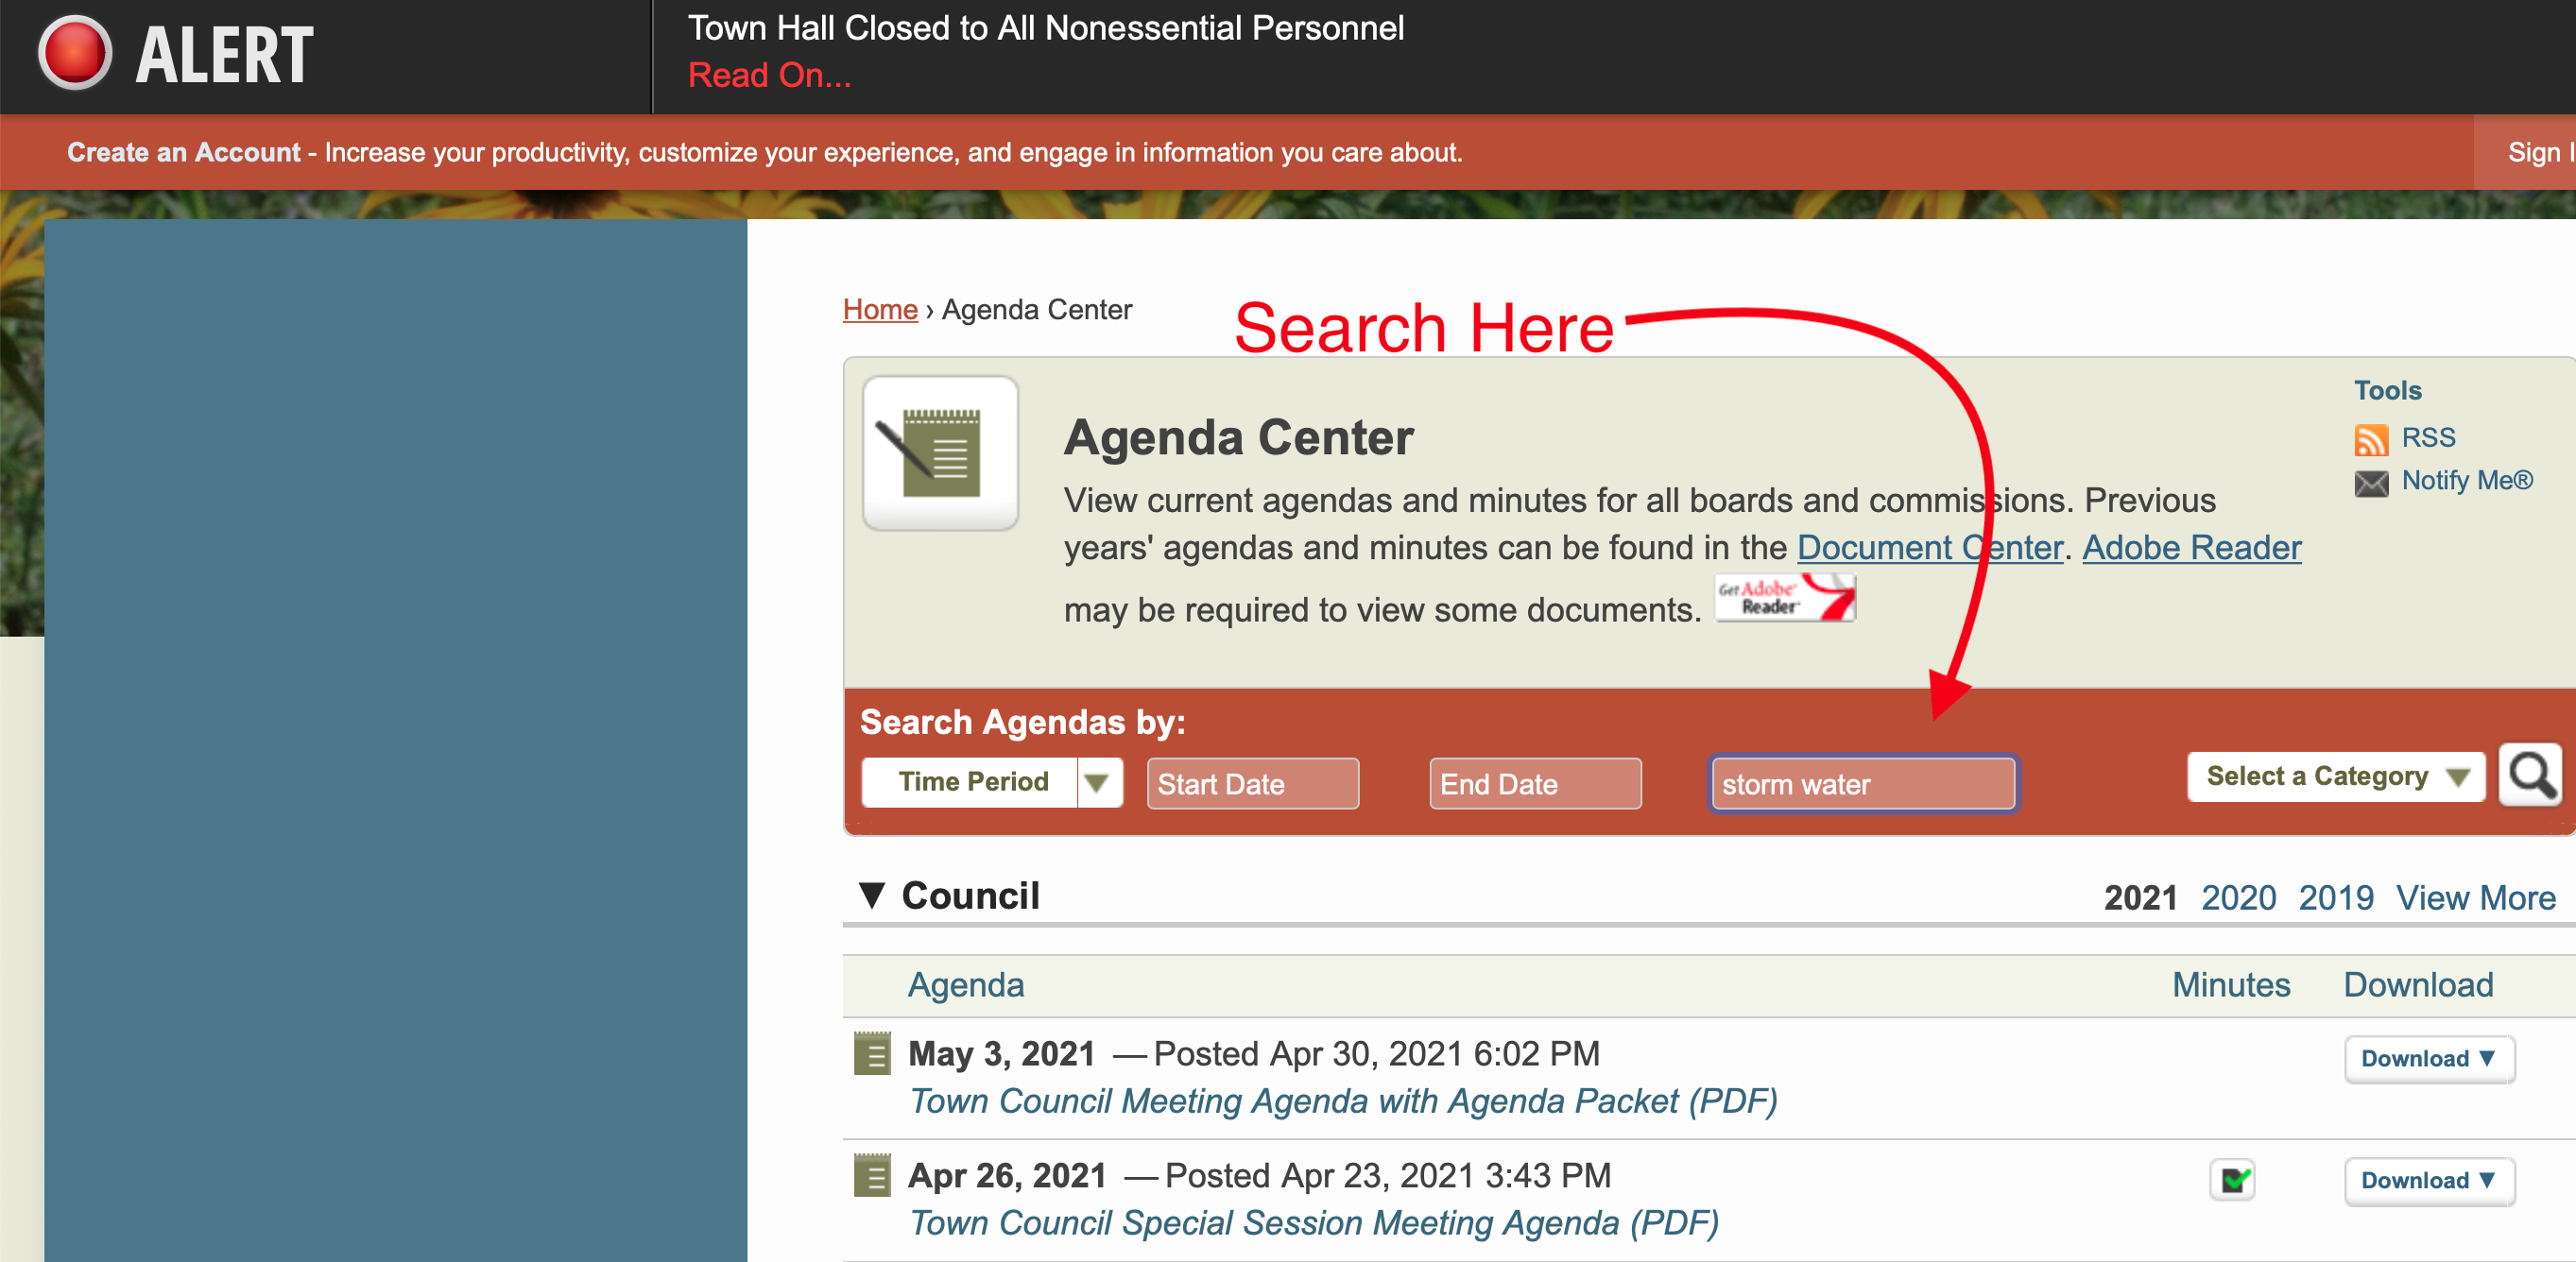 ALERT
Town Hall Closed to All Nonessential Personnel
Read On...
Create an Account - Increase your productivity, customize your experience, and engage in information you care about.
Sign I
Home › Agenda Center
Search Here
Agenda Center
View current agendas and minutes for all boards and commissions. Previous
years' agendas and minutes can be found in the Document Center. Adobe Reader
may be required to view some documents.
Get Adobe Reader
Tools
RSS
Notify Me®
Search Agendas by:
Time Period
Start Date
End Date
storm water
Select a Category
▼ Council
2021 2020 2019 View More
Agenda Minutes Download
May 3, 2021 — Posted Apr 30, 2021 6:02 PM
Download ▼
Town Council Meeting Agenda with Agenda Packet (PDF)
Apr 26, 2021 — Posted Apr 23, 2021 3:43 PM
Download ▼
Town Council Special Session Meeting Agenda (PDF)